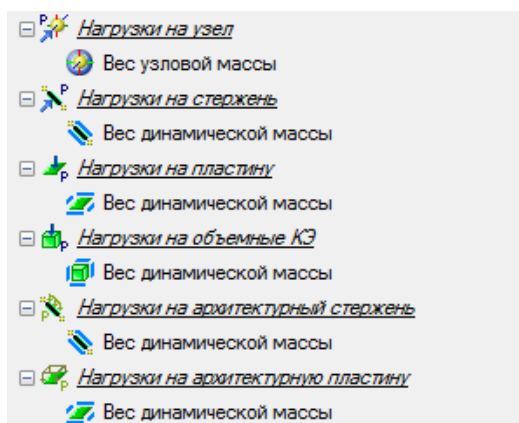 Нагрузки на узел
Вес узловой массы
Нагрузки на стержень
Вес динамической массы
Нагрузки на пластину
Вес динамической массы
Нагрузки на объемные КЭ
Вес динамической массы
Нагрузки на архитектурный стержень
Вес динамической массы
Нагрузки на архитектурную пластину
Вес динамической массы